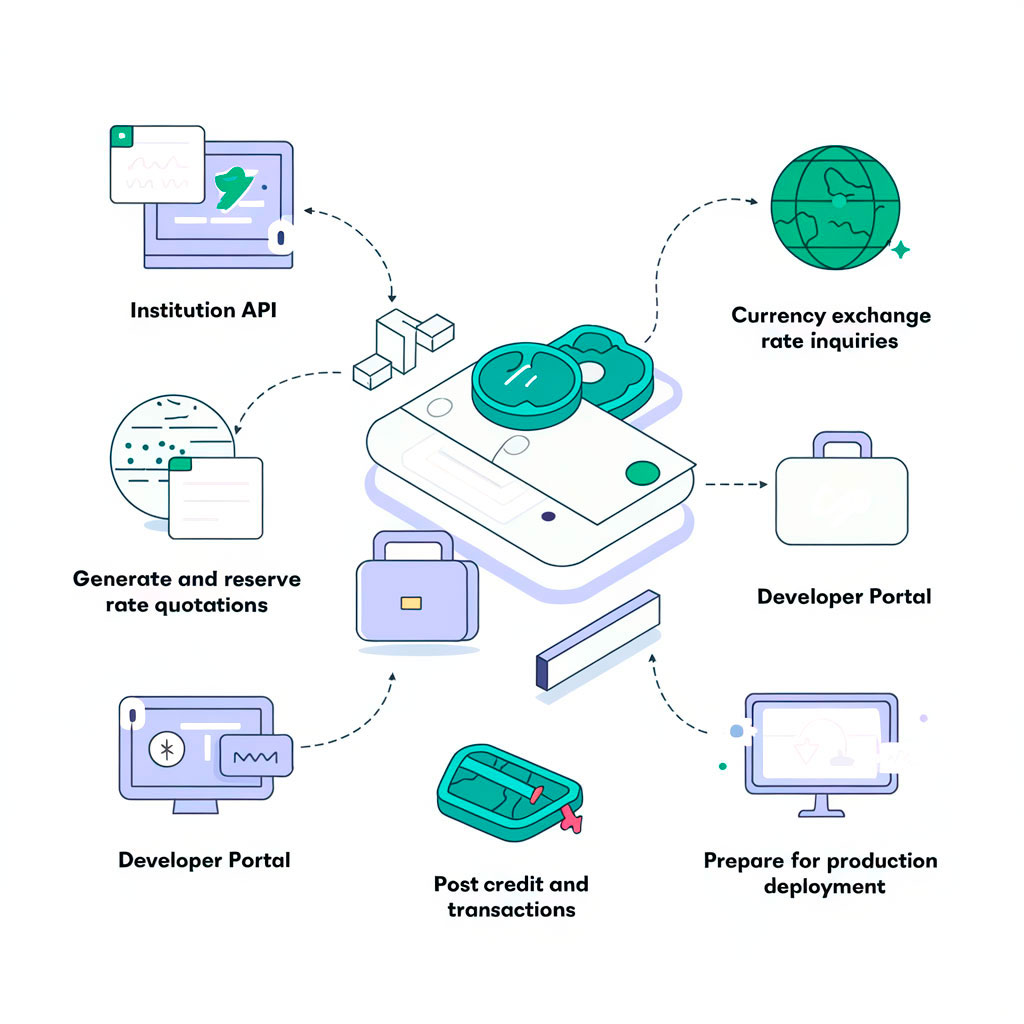 Institution API
Currency exchange
rate inquiries
Generate and reserve
rate quotations
Developer Portal
Developer Portal
Post credit and
transactions
Prepare for production
deployment